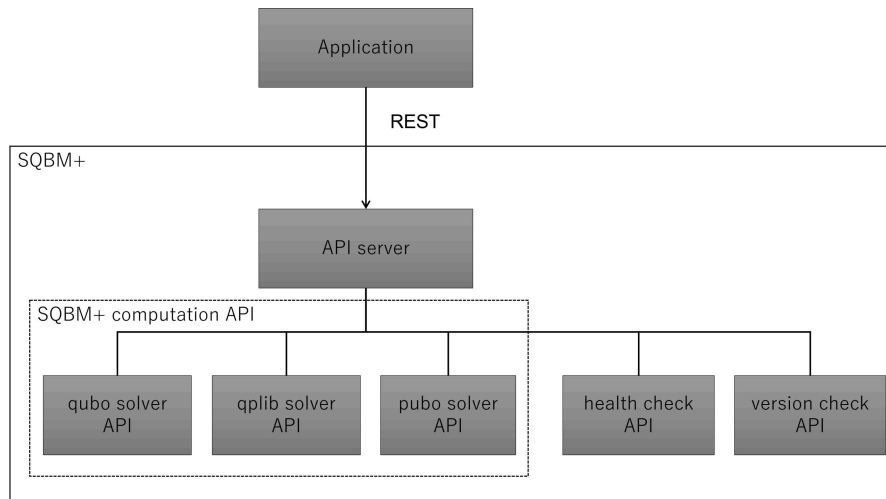 Application
REST
SQBM+
API server
SQBM+ computation API
qubo solver
API
qplib solver
API
pubo solver
API
health check
API
version check
API